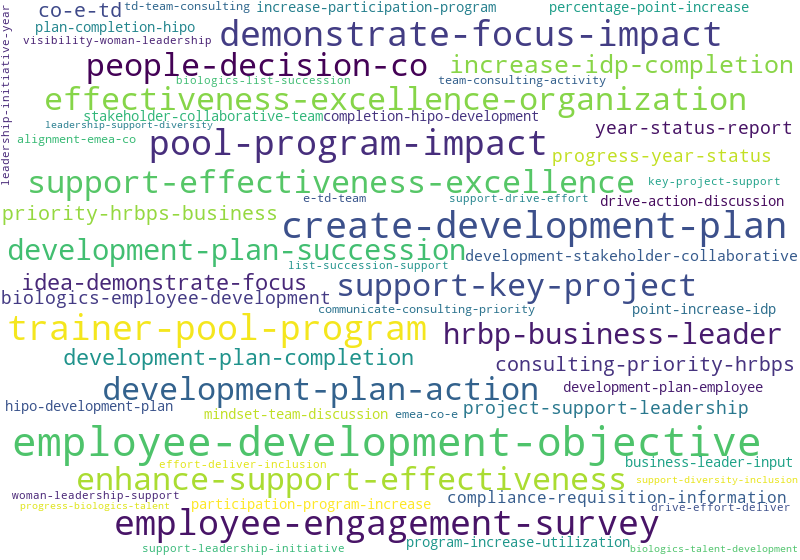 leadership-initiative-year
co-e-td
td-team-consulting
increase-participation-program
percentage-point-increase
plan-completion-hipo
visibility-woman-leadership
demonstrate-focus-impact
people-decision-co
increase-idp-completion
biologics-list-succession
team-consulting-activity
effectiveness-excellence-organization
stakeholder-collaborative-team
completion-hipo-development
leadership-support-diversity
year-status-report
alignment-emea-co
pool-program-impact
progress-year-status
support-effectiveness-excellence
key-project-support
e-td-team
support-drive-effort
drive-action-discussion
priority-hrbps-business
create-development-plan
development-plan-succession
development-stakeholder-collaborative
list-succession-support
idea-demonstrate-focus
support-key-project
biologics-employee-development
communicate-consulting-priority
point-increase-idp
trainer-pool-program
hrbp-business-leader
development-plan-completion
consulting-priority-hrbps
development-plan-action
development-plan-employee
hipo-development-plan
mindset-team-discussion
emea-co-e
project-support-leadership
employee-development-objective
effort-deliver-inclusion
business-leader-input
enhance-support-effectiveness
support-diversity-inclusion
woman-leadership-support
compliance-requisition-information
progress-biologics-talent
participation-program-increase
drive-effort-deliver
employee-engagement-survey
support-leadership-initiative
program-increase-utilization
biologics-talent-development